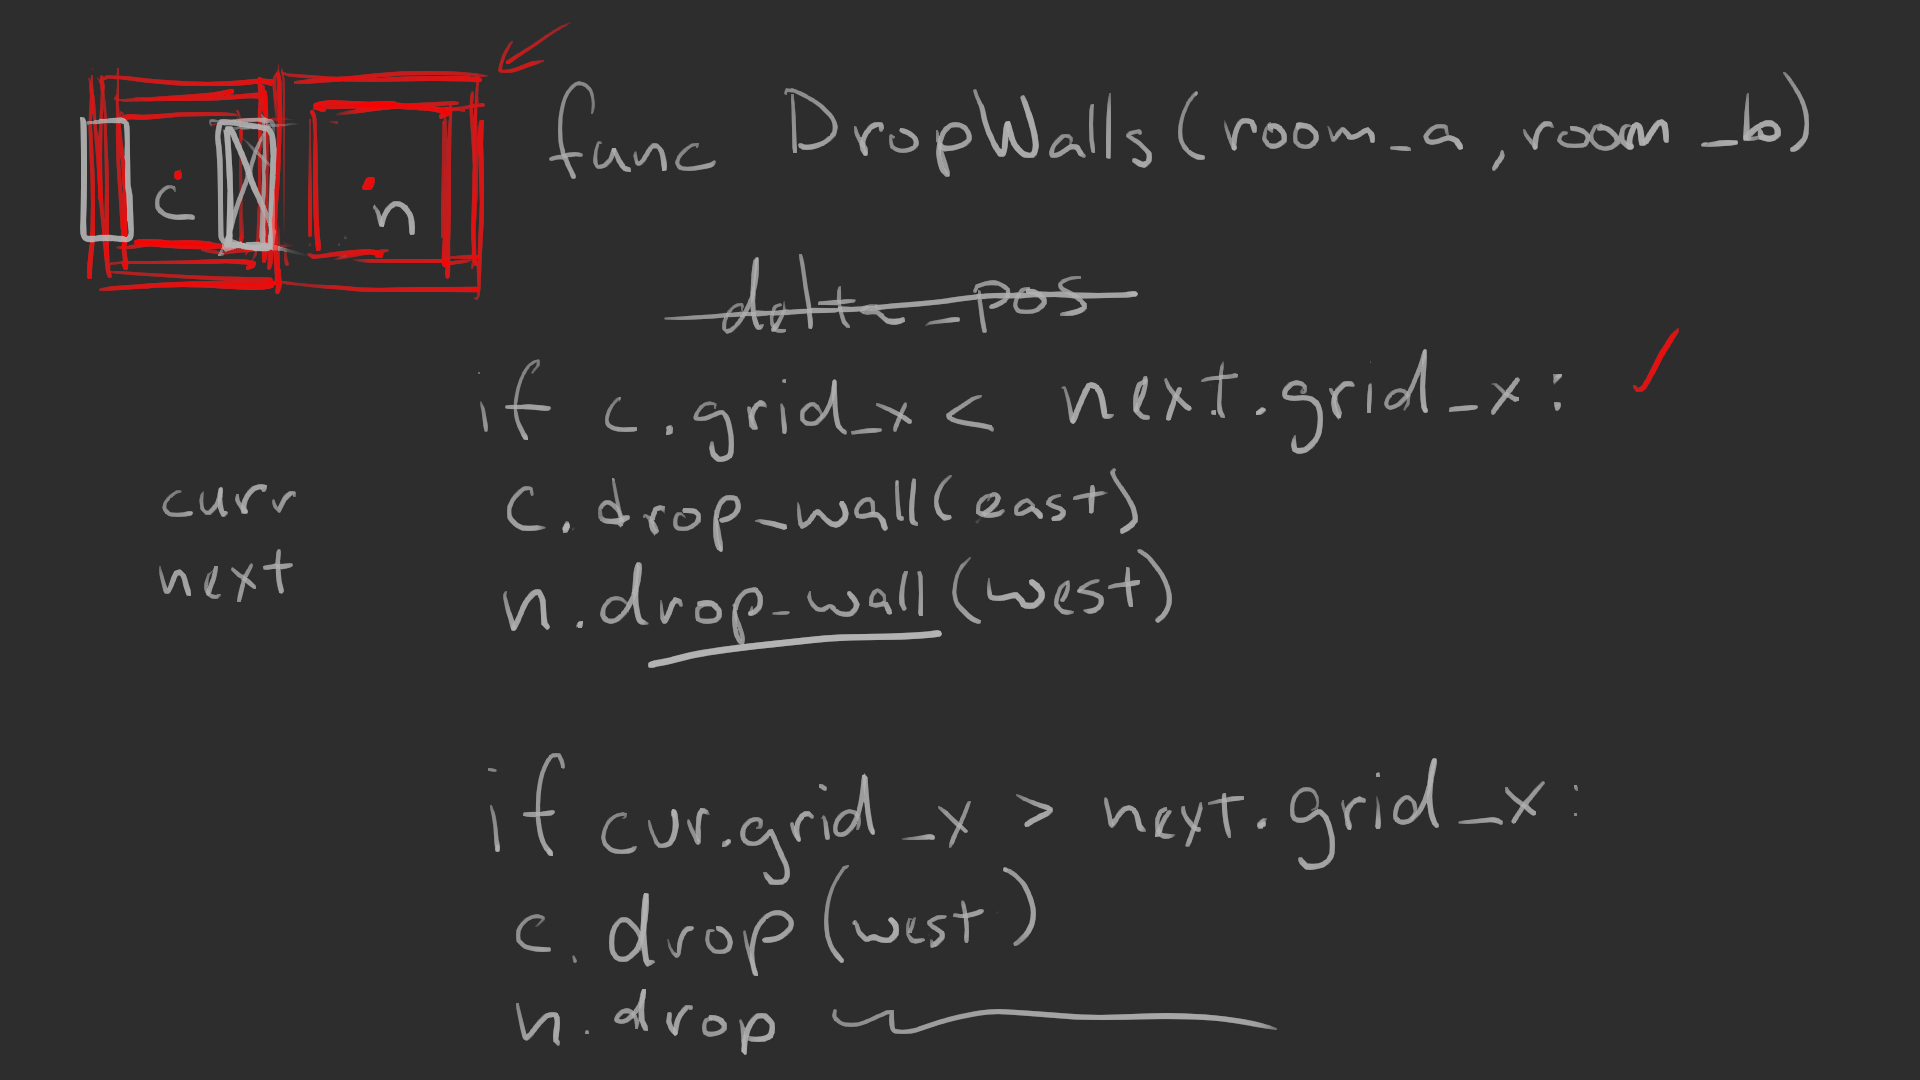 func DropWalls(room_a, room_b)
c n
delta_pos
if c.grid_x < next.grid_x:
curr c.drop_wall(east)
next n.drop_wall(west)
if cur.grid_x > next.grid_x:
c.drop(west)
n.drop